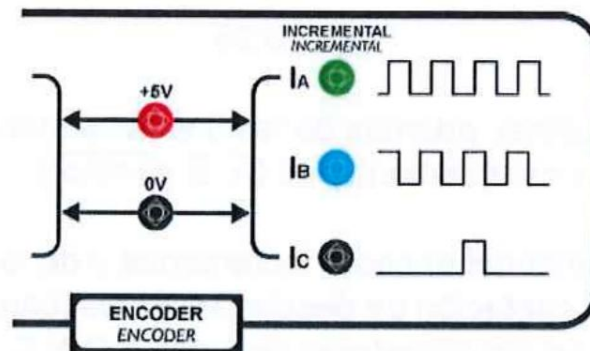 INCREMENTAL
INCREMENTAL
+5V
IA
IB
0V
IC
ENCODER
ENCODER